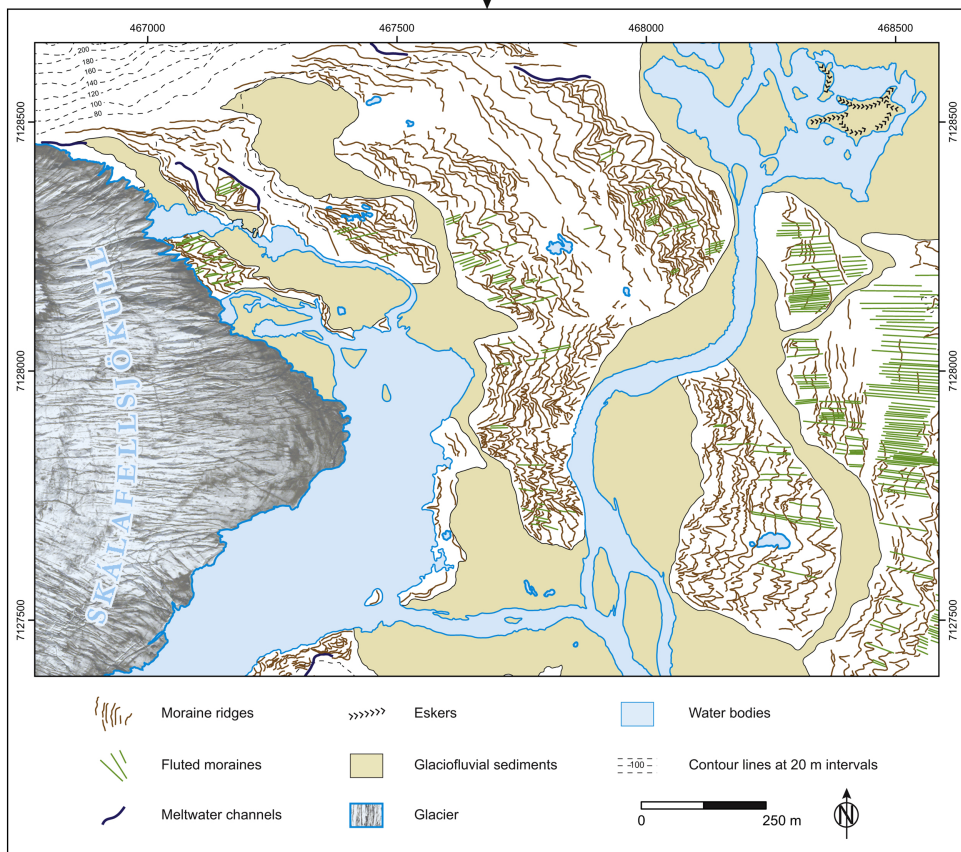 467000 467500 468000 468500
200
180
160
140
120
100
80
7128500 7128500
7128000 7128000
7127500 7127500
SKALAFELLSJÖKULL
Moraine ridges Eskers Water bodies
Fluted moraines Glaciofluvial sediments -100 Contour lines at 20 m intervals
Meltwater channels Glacier 0 250 m N